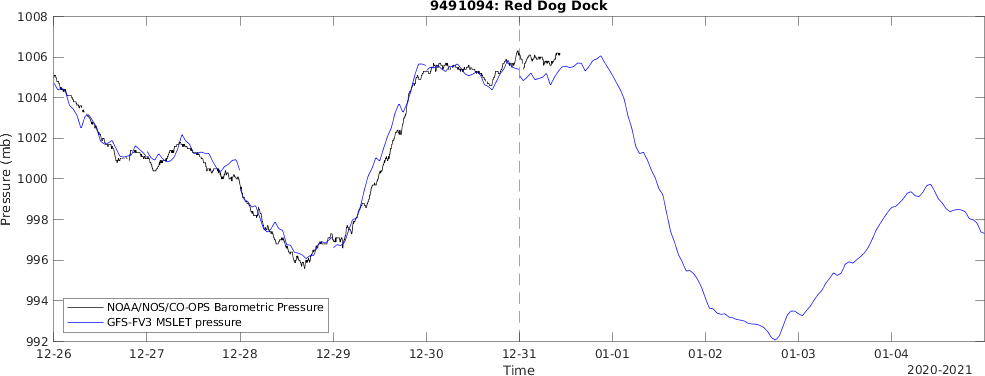 9491094: Red Dog Dock
1008
1006
1004
1002
1000
998
996
994
992
Pressure (mb)
NOAA/NOS/CO-OPS Barometric Pressure
GFS-FV3 MSLET pressure
12-26 12-27 12-28 12-29 12-30 12-31 01-01 01-02 01-03 01-04
Time
2020-2021